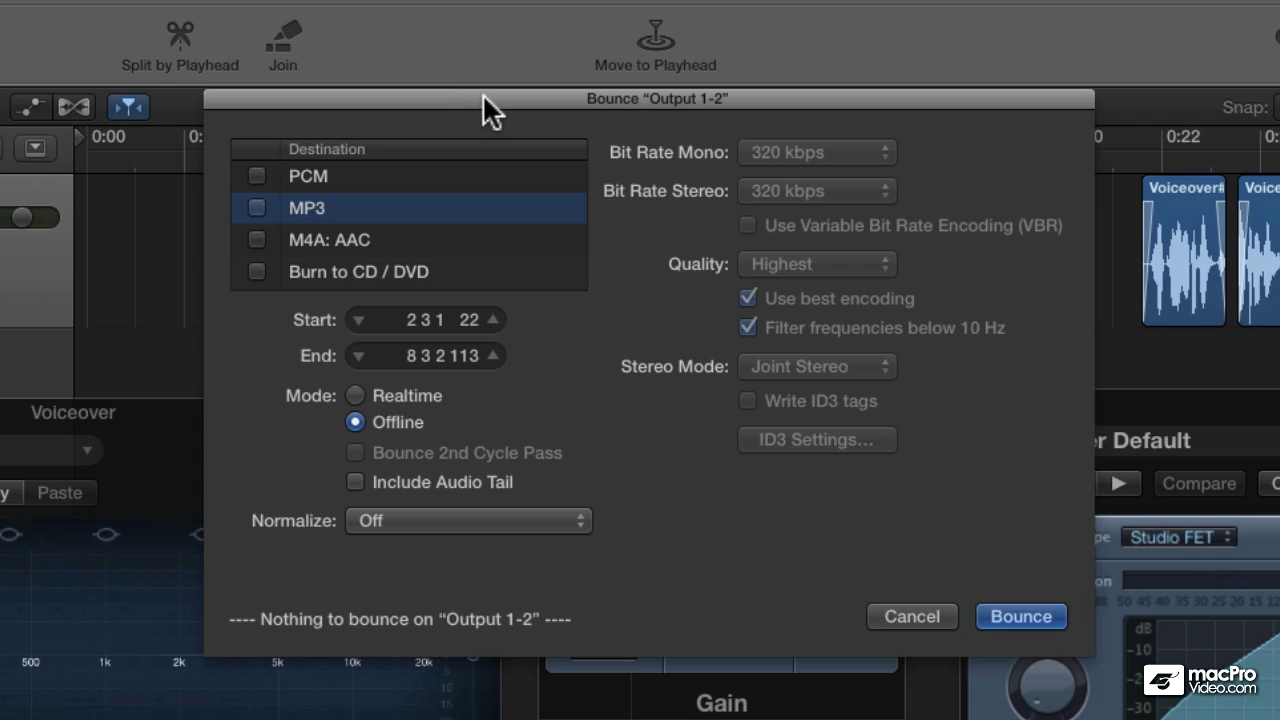 Split by Playhead Join Move to Playhead
Bounce “Output 1-2”
Snap:
0:00 0: 0 0:22 0:
Destination
PCM
MP3
M4A: AAC
Burn to CD / DVD
Start: 2 3 1 22
End: 8 3 2 113
Mode: Realtime
Offline
Bounce 2nd Cycle Pass
Include Audio Tail
Normalize: Off
---- Nothing to bounce on “Output 1-2” ----
Bit Rate Mono: 320 kbps
Bit Rate Stereo: 320 kbps
Use Variable Bit Rate Encoding (VBR)
Quality: Highest
Use best encoding
Filter frequencies below 10 Hz
Stereo Mode: Joint Stereo
Write ID3 tags
ID3 Settings...
Cancel Bounce
Voiceover# Voice
Voiceover
y Paste
er Default
Compare C
pe Studio FET
on
dB 50 45 40 35 30 25 20 15 12
dB
-10
-20
-30
500 1k 2k 5k 10k 20k
10
15
Gain
macPro
Video.com